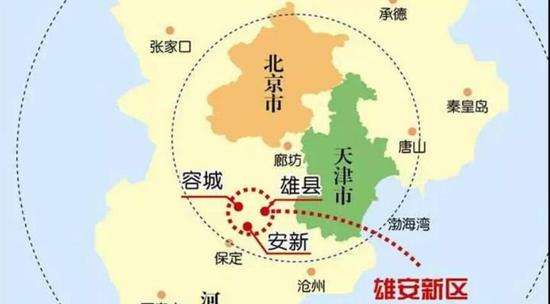 承德
张家口
北京市
秦皇岛
唐山
廊坊
天津市
容城
雄县
渤海湾
安新
保定
沧州
雄安新区
河